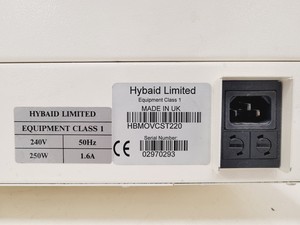 HYBAID LIMITED
EQUIPMENT CLASS 1
240V 50Hz
250W 1.6A
Hybaid Limited
Equipment Class 1
MADE IN UK
HBMOVCST220
Serial Number:
CE
02970293